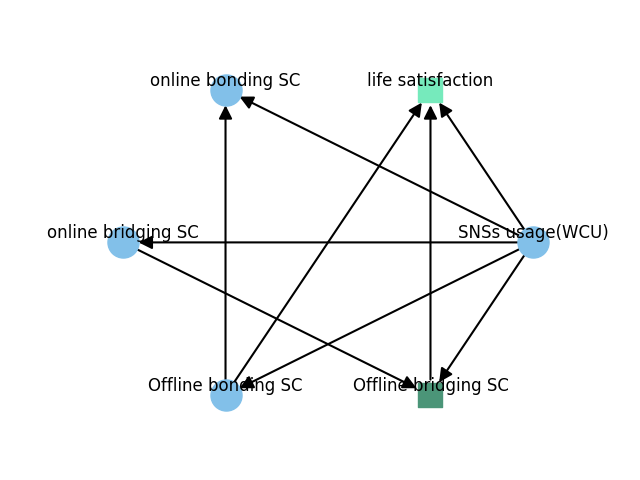 online bonding SC
life satisfaction
online bridging SC
SNSs usage(WCU)
Offline bonding SC
Offline bridging SC